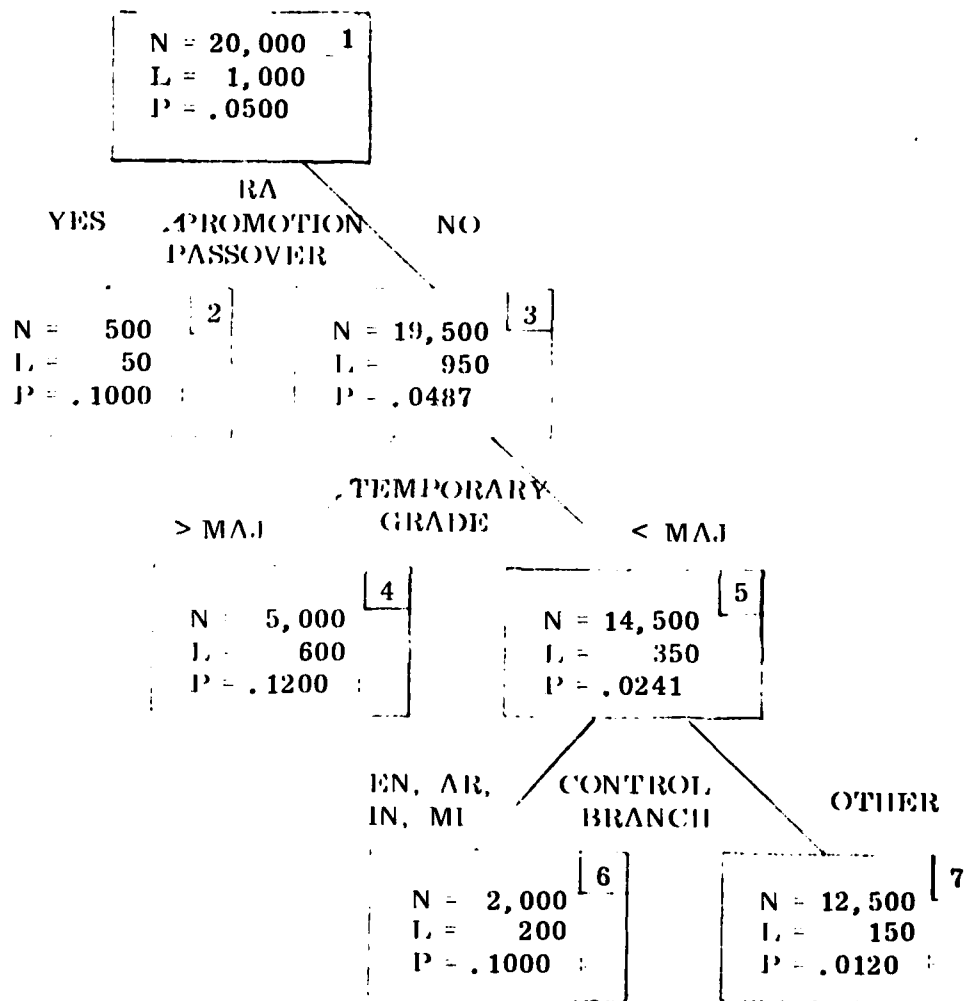 N = 20,000 1
L = 1,000
P = .0500
RA
YES PROMOTION NO
PASSOVER
N = 500 2
L = 50
P = .1000
N = 19,500 3
L = 950
P = .0487
TEMPORARY
GRADE
> MAJ
< MAJ
N = 5,000 4
L = 600
P = .1200
N = 14,500 5
L = 350
P = .0241
EN, AR, CONTROL
IN, MI BRANCH
OTHER
N = 2,000 6
L = 200
P = .1000
N = 12,500 7
L = 150
P = .0120